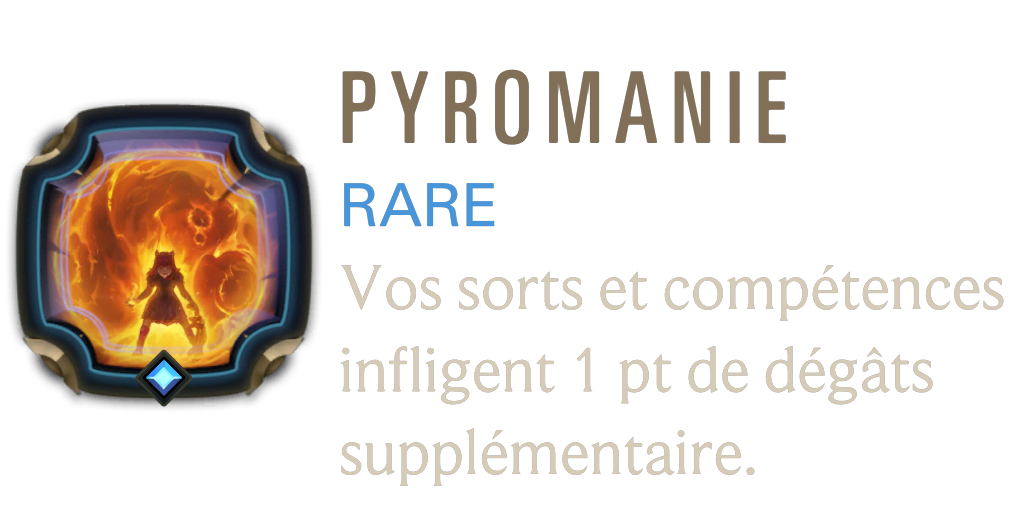 PYROMANIE
RARE
Vos sorts et compétences
infligent 1 pt de dégâts
supplémentaire.